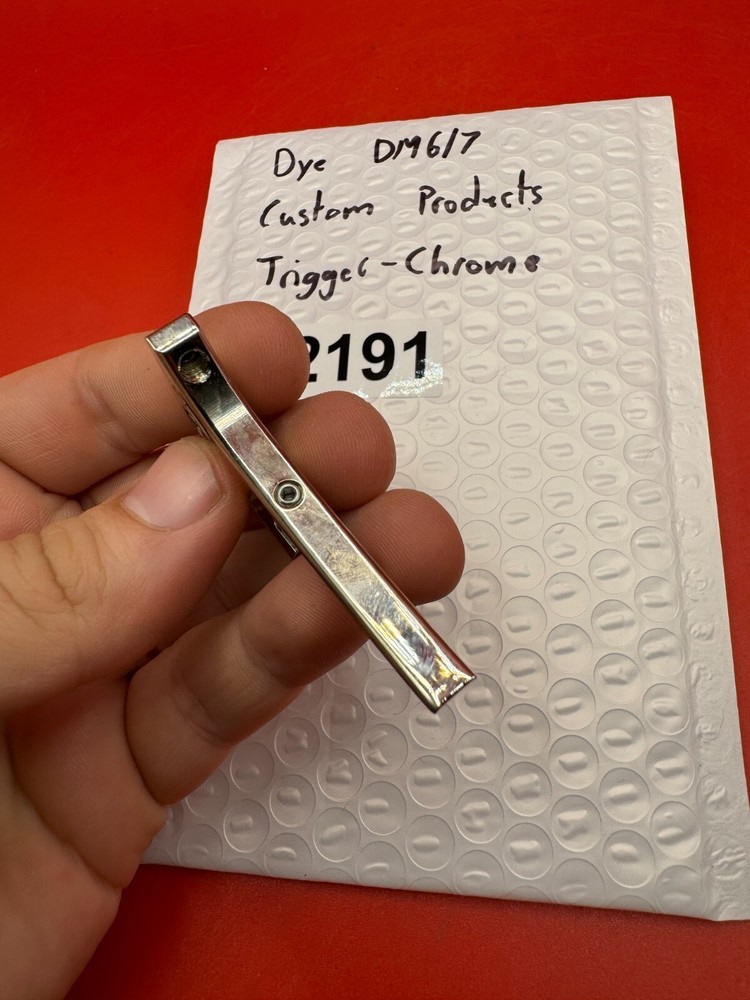 Dye DM6/7
Custom Products
Trigger-Chrome
2191